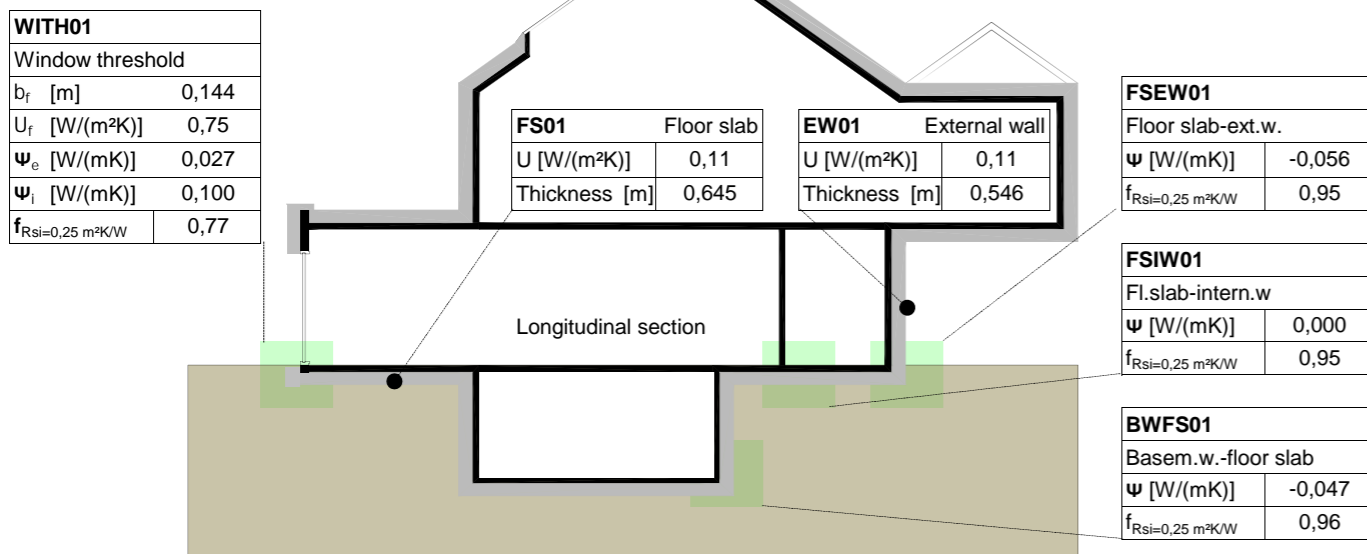 WITH01
Window threshold
bf [m] 0,144
Uf [W/(m²K)] 0,75
Ψe [W/(mK)] 0,027
Ψi [W/(mK)] 0,100
fRsi=0,25 m²K/W 0,77
FS01 Floor slab
U [W/(m²K)] 0,11
Thickness [m] 0,645
EW01 External wall
U [W/(m²K)] 0,11
Thickness [m] 0,546
FSEW01
Floor slab-ext.w.
Ψ [W/(mK)] -0,056
fRsi=0,25 m²K/W 0,95
Longitudinal section
FSIW01
Fl.slab-intern.w
Ψ [W/(mK)] 0,000
fRsi=0,25 m²K/W 0,95
BWFS01
Basem.w.-floor slab
Ψ [W/(mK)] -0,047
fRsi=0,25 m²K/W 0,96